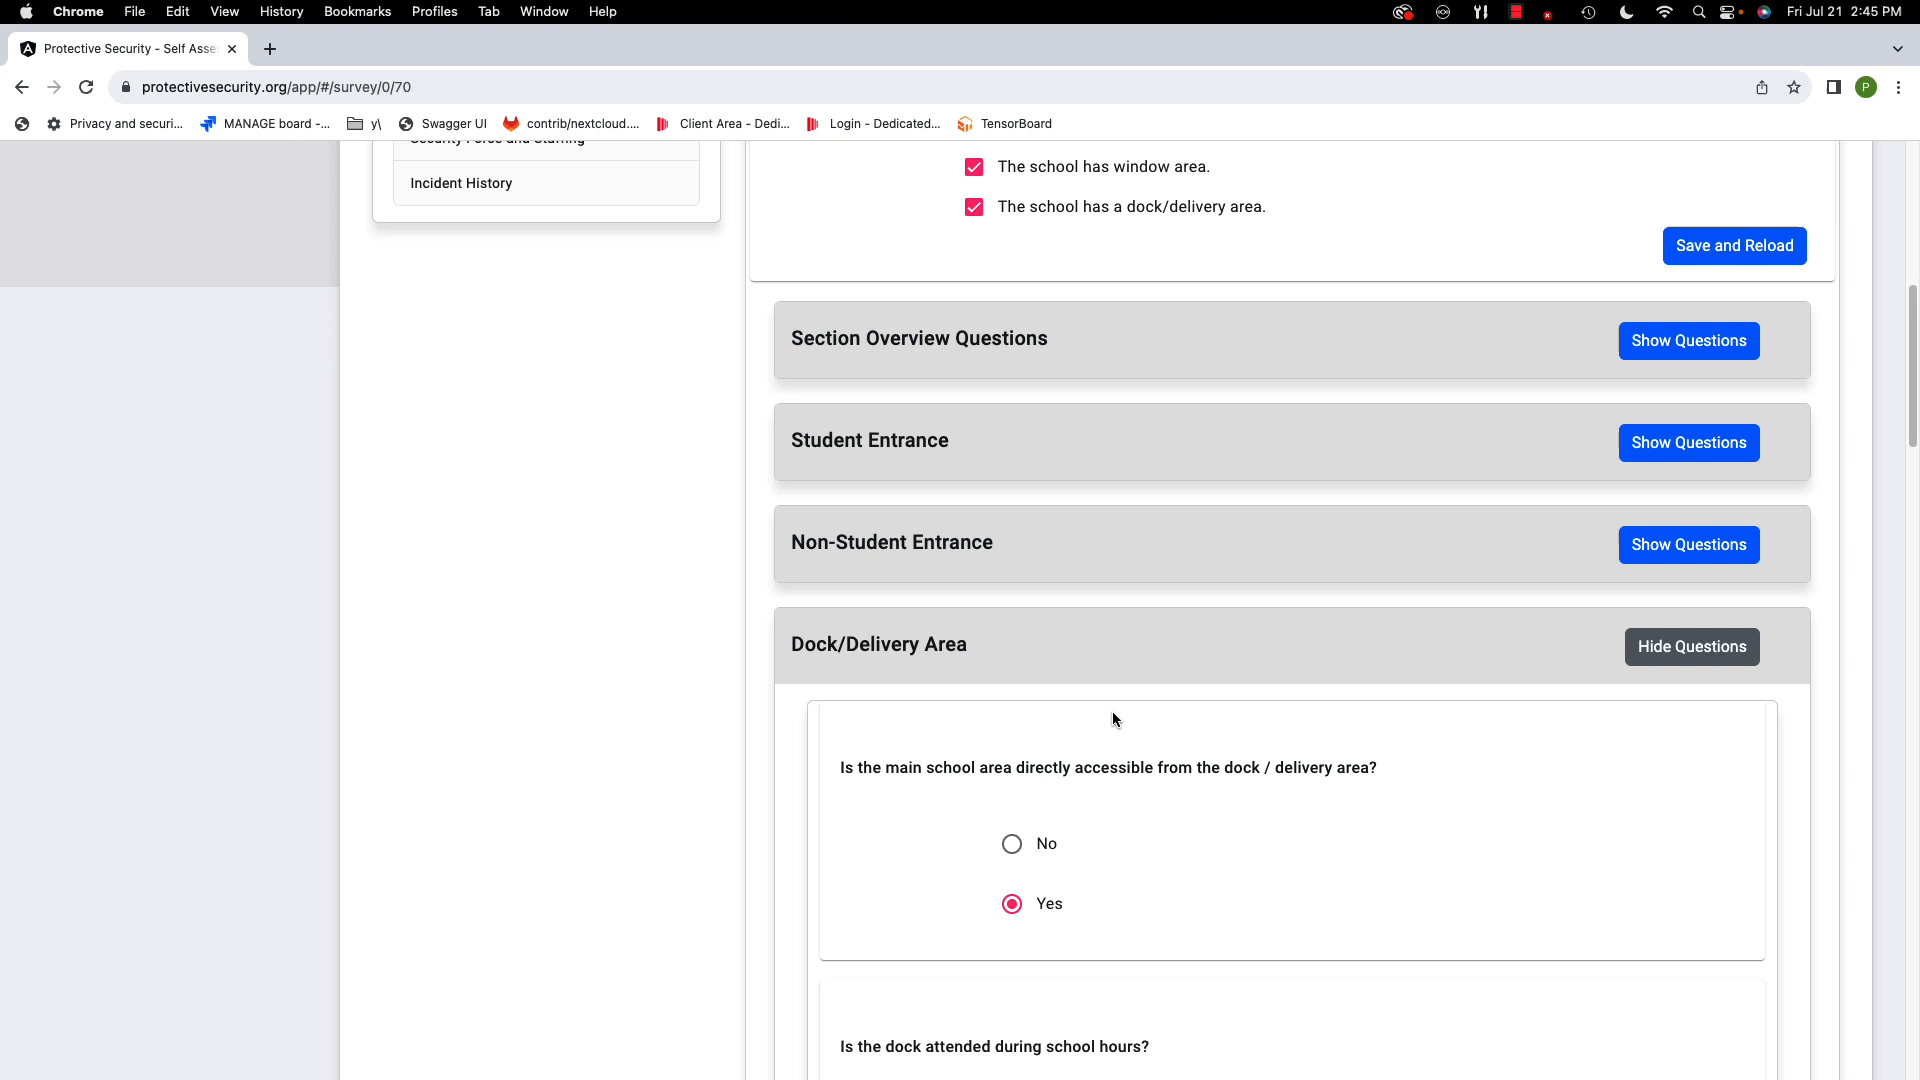 Chrome File Edit View History Bookmarks Profiles Tab Window Help Fri Jul 21 2:45 PM
Protective Security - Self Asse
protectivesecurity.org/app/#/survey/0/70 P
Privacy and securi... MANAGE board -... y\ Swagger UI contrib/nextcloud.... Client Area - Dedi... Login - Dedicated... TensorBoard
Security Force and Staffing
Incident History
The school has window area.
The school has a dock/delivery area.
Save and Reload
Section Overview Questions Show Questions
Student Entrance Show Questions
Non-Student Entrance Show Questions
Dock/Delivery Area Hide Questions
Is the main school area directly accessible from the dock / delivery area?
No
Yes
Is the dock attended during school hours?